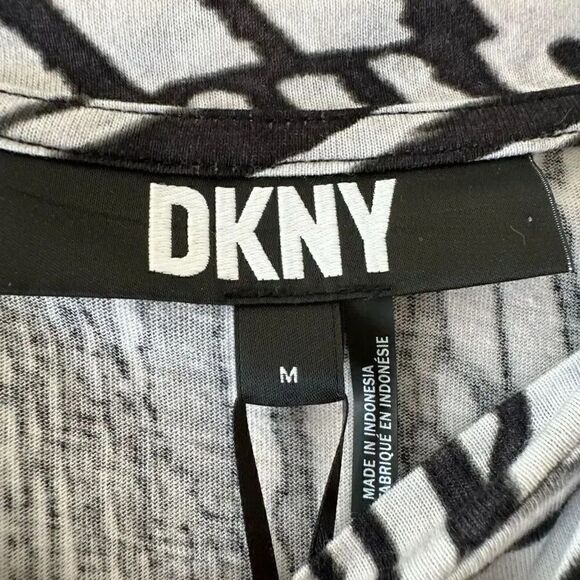 DKNY
M
MADE IN INDONESIA
FABRIQUÉ EN INDONÉSIE